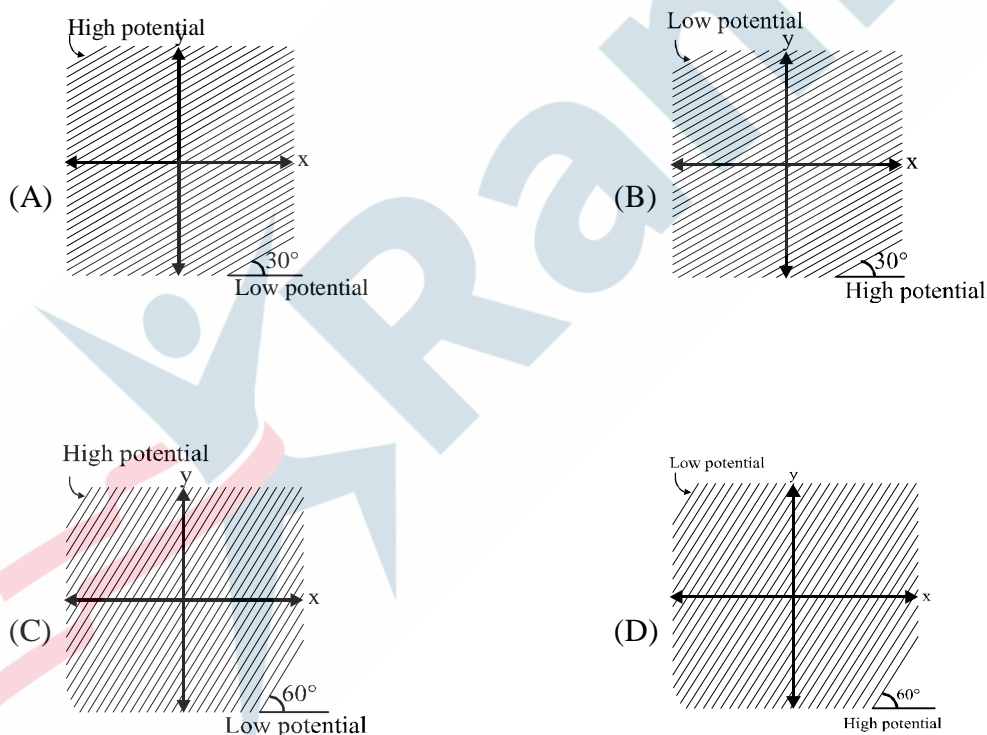 High potential
y
x
(A)
30°
Low potential
Low potential
y
x
(B)
30°
High potential
High potential
y
x
(C)
60°
Low potential
Low potential
y
x
(D)
60°
High potential